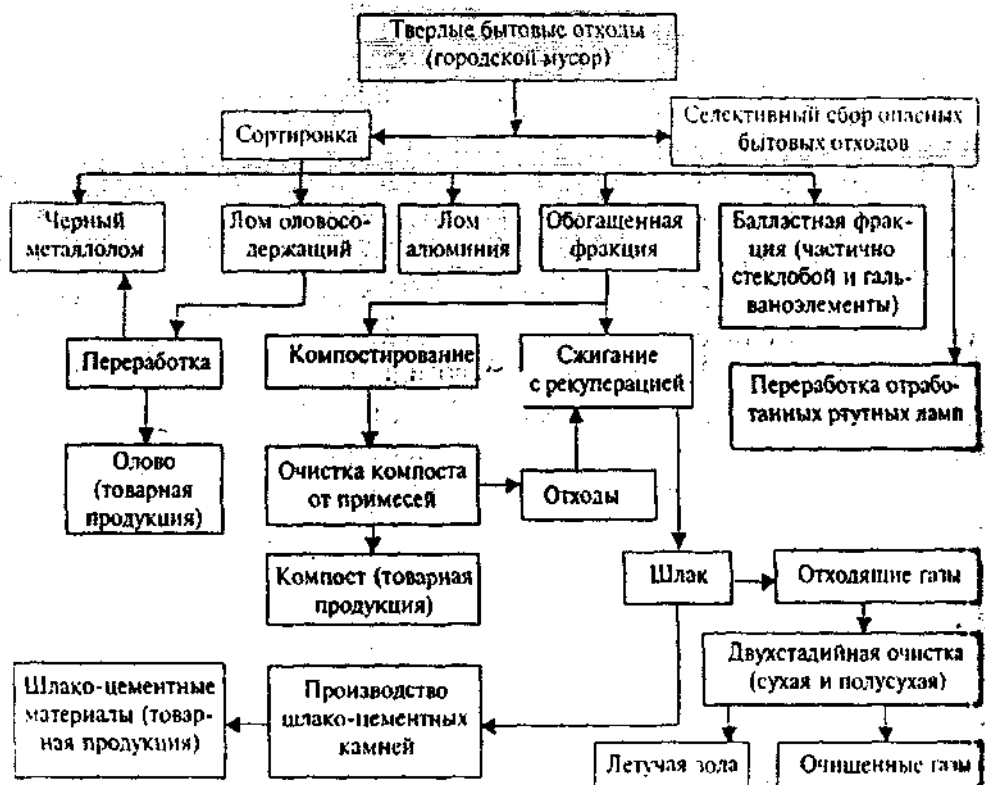 Твердые бытовые отходы
(городской мусор)
Сортировка
Селективный сбор опасных
бытовых отходов
Черный
металлолом
Лом оловосо-
держащий
Лом
алюминия
Обогащенная
фракция
Балластная фрак-
ция (частично
стеклобой и галь-
ваноэлементы)
Переработка
Компостирование
Сжигание
с рекуперацией
Переработка отрабо-
танных ртутных ламп
Олово
(товарная
продукция)
Очистка компоста
от примесей
Отходы
Компост (товарная
продукция)
Шлак
Отходящие газы
Двухстадийная очистка
(сухая и полусухая)
Шлако-цементные
материалы (товар-
ная продукция)
Производство
шлако-цементных
камней
Летучая зола
Очищенные газы